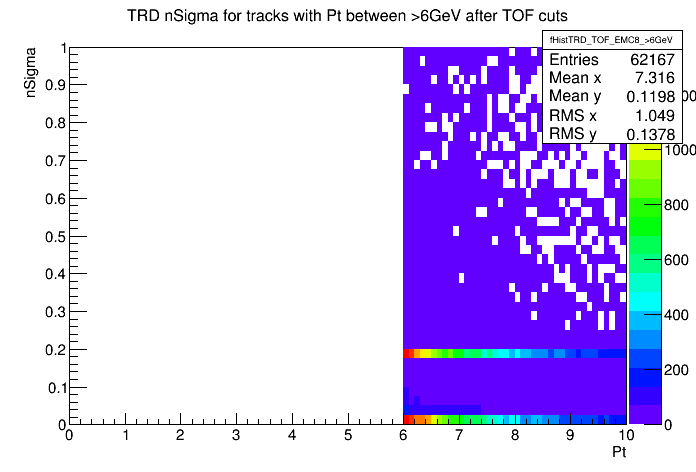 TRD nSigma for tracks with Pt between >6GeV after TOF cuts
fHistTRD_TOF_EMC8_>6GeV
Entries 62167
Mean x 7.316
Mean y 0.1198
RMS x 1.049
RMS y 0.1378
nSigma
1
0.9
0.8
0.7
0.6
0.5
0.4
0.3
0.2
0.1
0
0 1 2 3 4 5 6 7 8 9 10
Pt
1000
800
600
400
200
0